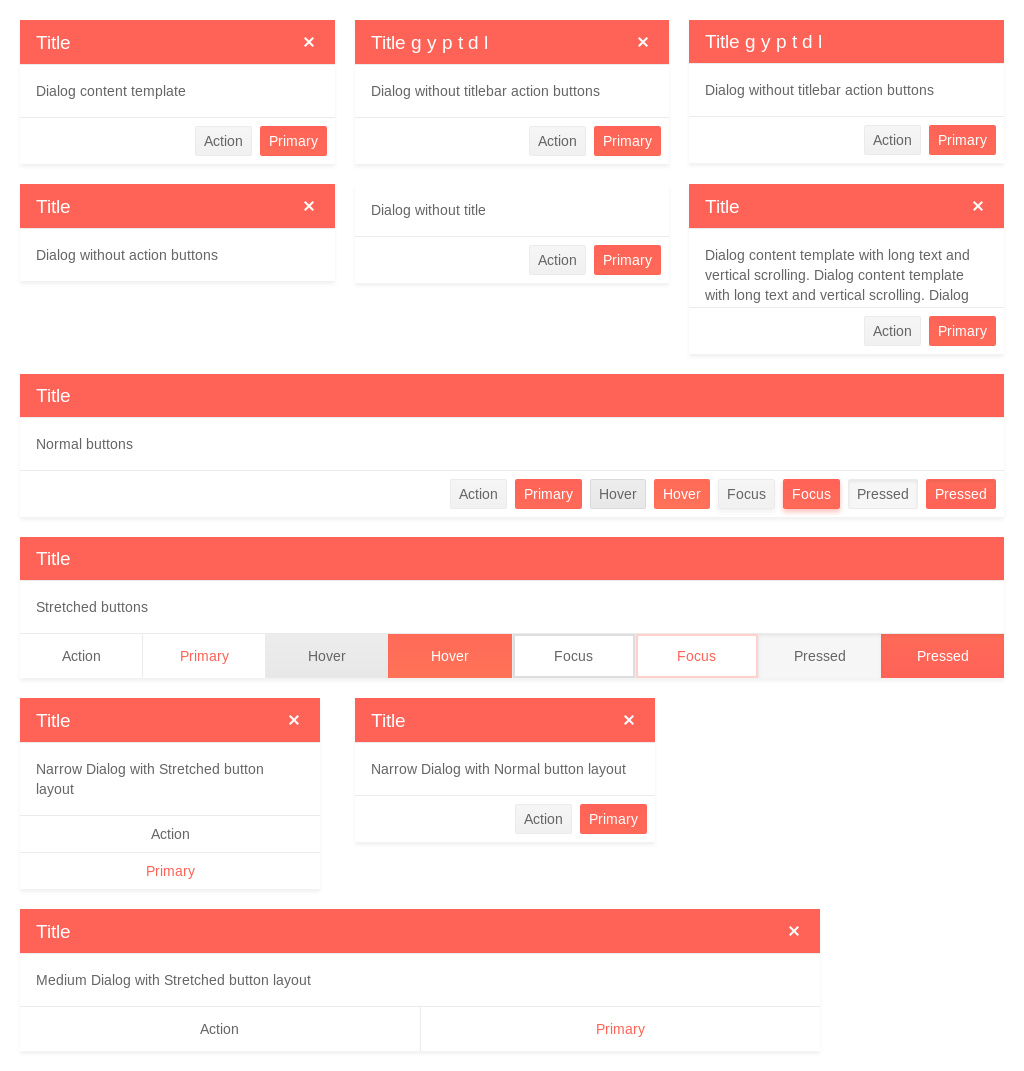 Title ×
Dialog content template
Action Primary
Title g y p t d l ×
Dialog without titlebar action buttons
Action Primary
Title g y p t d l
Dialog without titlebar action buttons
Action Primary
Title ×
Dialog without action buttons
Dialog without title
Action Primary
Title ×
Dialog content template with long text and
vertical scrolling. Dialog content template
with long text and vertical scrolling. Dialog
Action Primary
Title
Normal buttons
Action Primary Hover Hover Focus Focus Pressed Pressed
Title
Stretched buttons
Action Primary Hover Hover Focus Focus Pressed Pressed
Title ×
Narrow Dialog with Stretched button
layout
Action
Primary
Title ×
Narrow Dialog with Normal button layout
Action Primary
Title ×
Medium Dialog with Stretched button layout
Action Primary